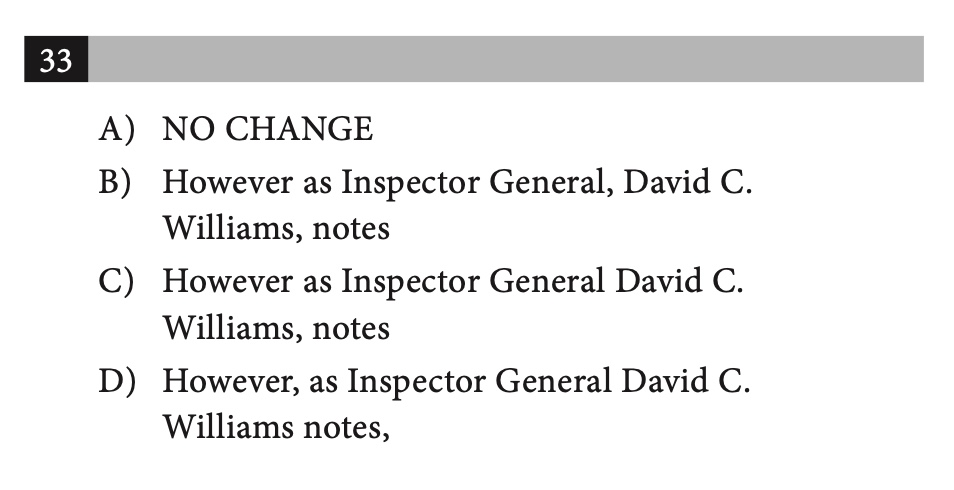 33
A) NO CHANGE
B) However as Inspector General, David C.
Williams, notes
C) However as Inspector General David C.
Williams, notes
D) However, as Inspector General David C.
Williams notes,